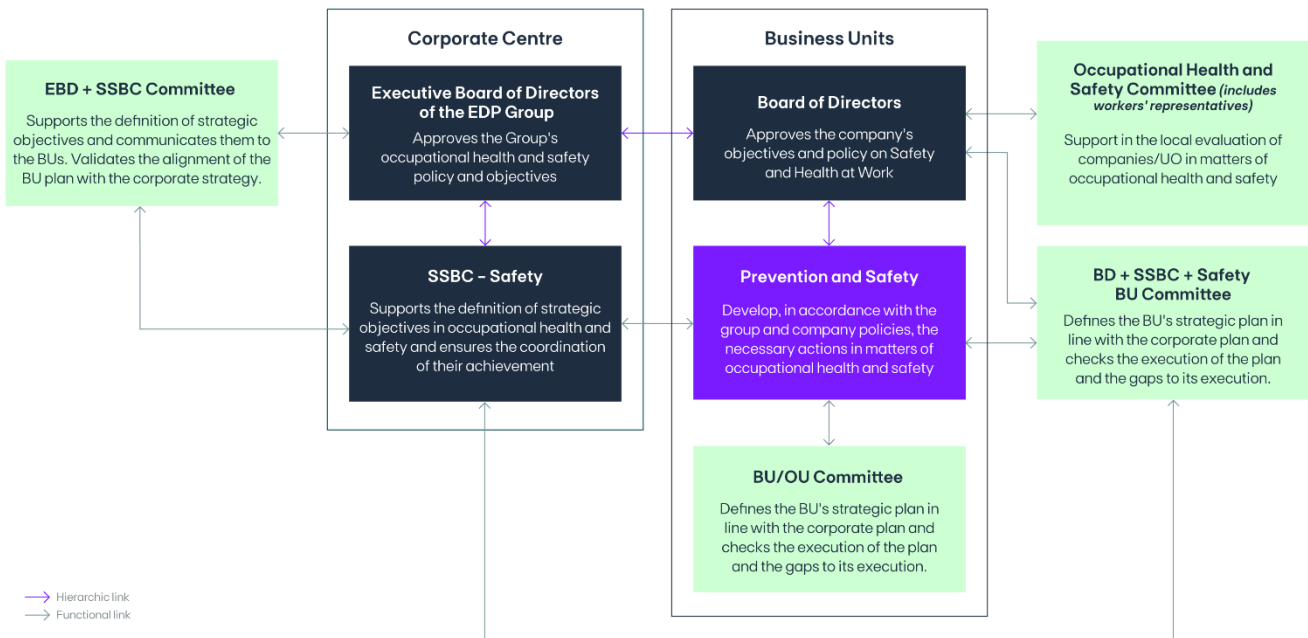 Corporate Centre
Business Units
EBD + SSBC Committee
Supports the definition of strategic
objectives and communicates them to
the BUs. Validates the alignment of the
BU plan with the corporate strategy.
Executive Board of Directors
of the EDP Group
Approves the Group's
occupational health and safety
policy and objectives
Board of Directors
Approves the company's
objectives and policy on Safety
and Health at Work
Occupational Health and
Safety Committee (includes
workers' representatives)
Support in the local evaluation of
companies/UO in matters of
occupational health and safety
SSBC – Safety
Supports the definition of strategic
objectives in occupational health and
safety and ensures the coordination
of their achievement
Prevention and Safety
Develop, in accordance with the
group and company policies, the
necessary actions in matters of
occupational health and safety
BD + SSBC + Safety
BU Committee
Defines the BU's strategic plan in
line with the corporate plan and
checks the execution of the plan
and the gaps to its execution.
BU/OU Committee
Defines the BU's strategic plan in
line with the corporate plan and
checks the execution of the plan
and the gaps to its execution.
Hierarchic link
Functional link